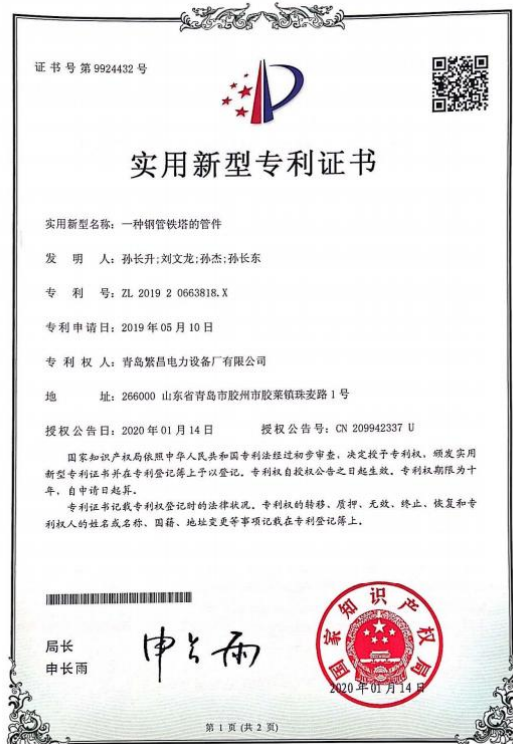 证书号第9924432号
实用新型专利证书
实用新型名称：一种钢管铁塔的管件
发 明 人：孙长升;刘文龙;孙杰;孙长东
专 利 号：ZL 2019 2 0663818.X
专利申请日：2019年05月10日
专 利 权 人：青岛繁昌电力设备厂有限公司
地 址：266000 山东省青岛市胶州市胶莱镇珠麦路1号
授权公告日：2020年01月14日 授权公告号：CN 209942337 U
国家知识产权局依照中华人民共和国专利法经过初步审查，决定授予专利权，颁发实用
新型专利证书并在专利登记簿上予以登记。专利权自授权公告之日起生效。专利权期限为十
年，自申请日起算。
专利证书记载专利权登记时的法律状况。专利权的转移、质押、无效、终止、恢复和专
利权人的姓名或名称、国籍、地址变更等事项记载在专利登记簿上。
局长
申长雨
申长雨
国家知识产权局
2020年01月14日
第 1 页 (共 2 页)